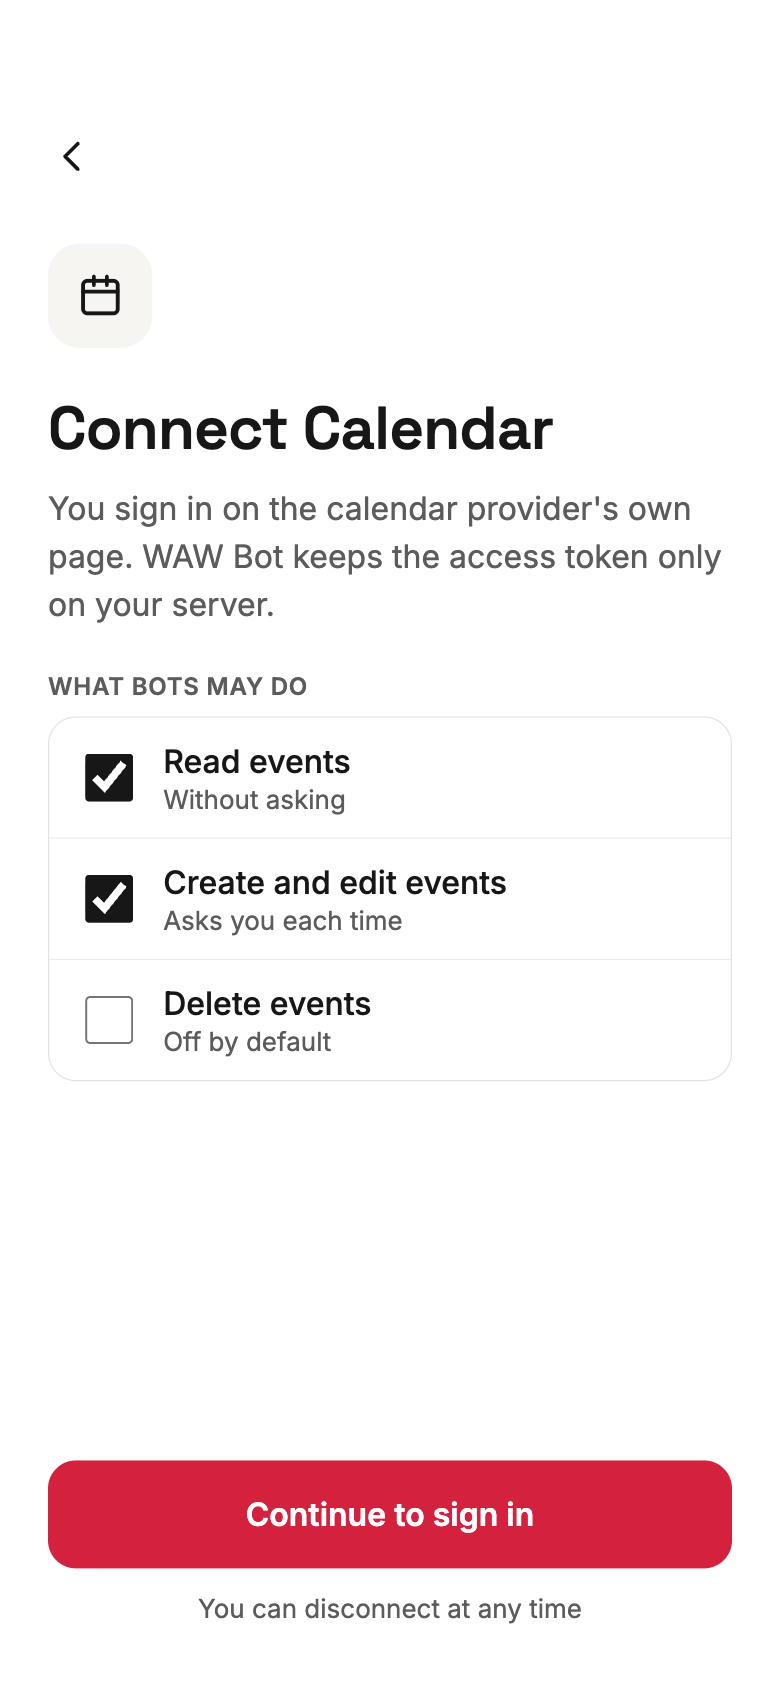 Connect Calendar
You sign in on the calendar provider's own
page. WAW Bot keeps the access token only
on your server.
WHAT BOTS MAY DO
Read events
Without asking
Create and edit events
Asks you each time
Delete events
Off by default
Continue to sign in
You can disconnect at any time